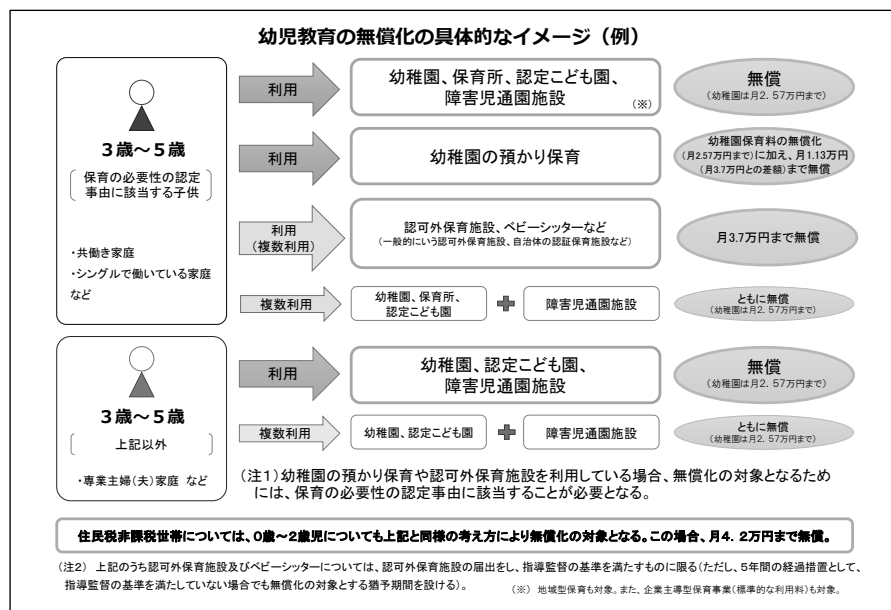 幼児教育の無償化の具体的なイメージ（例）
３歳～５歳
保育の必要性の認定
事由に該当する子供
・共働き家庭
・シングルで働いている家庭
など
利用
幼稚園、保育所、認定こども園、
障害児通園施設
（※）
無償
（幼稚園は月2．57万円まで）
利用
幼稚園の預かり保育
幼稚園保育料の無償化
（月2.57万円まで）に加え、月1.13万円
（月3.7万円との差額）まで無償
利用
（複数利用）
認可外保育施設、ベビーシッターなど
（一般的にいう認可外保育施設、自治体の認証保育施設など）
月3.7万円まで無償
複数利用
幼稚園、保育所、
認定こども園
＋
障害児通園施設
ともに無償
（幼稚園は月2．57万円まで）
３歳～５歳
上記以外
・専業主婦（夫）家庭 など
利用
幼稚園、認定こども園、
障害児通園施設
無償
（幼稚園は月2．57万円まで）
複数利用
幼稚園、認定こども園
＋
障害児通園施設
ともに無償
（幼稚園は月2．57万円まで）
（注１）幼稚園の預かり保育や認可外保育施設を利用している場合、無償化の対象となるため
には、保育の必要性の認定事由に該当することが必要となる。
住民税非課税世帯については、０歳～２歳児についても上記と同様の考え方により無償化の対象となる。この場合、月４．２万円まで無償。
（注２） 上記のうち認可外保育施設及びベビーシッターについては、認可外保育施設の届出をし、指導監督の基準を満たすものに限る（ただし、５年間の経過措置として、
指導監督の基準を満たしていない場合でも無償化の対象とする猶予期間を設ける）。
（※） 地域型保育も対象。また、企業主導型保育事業（標準的な利用料）も対象。